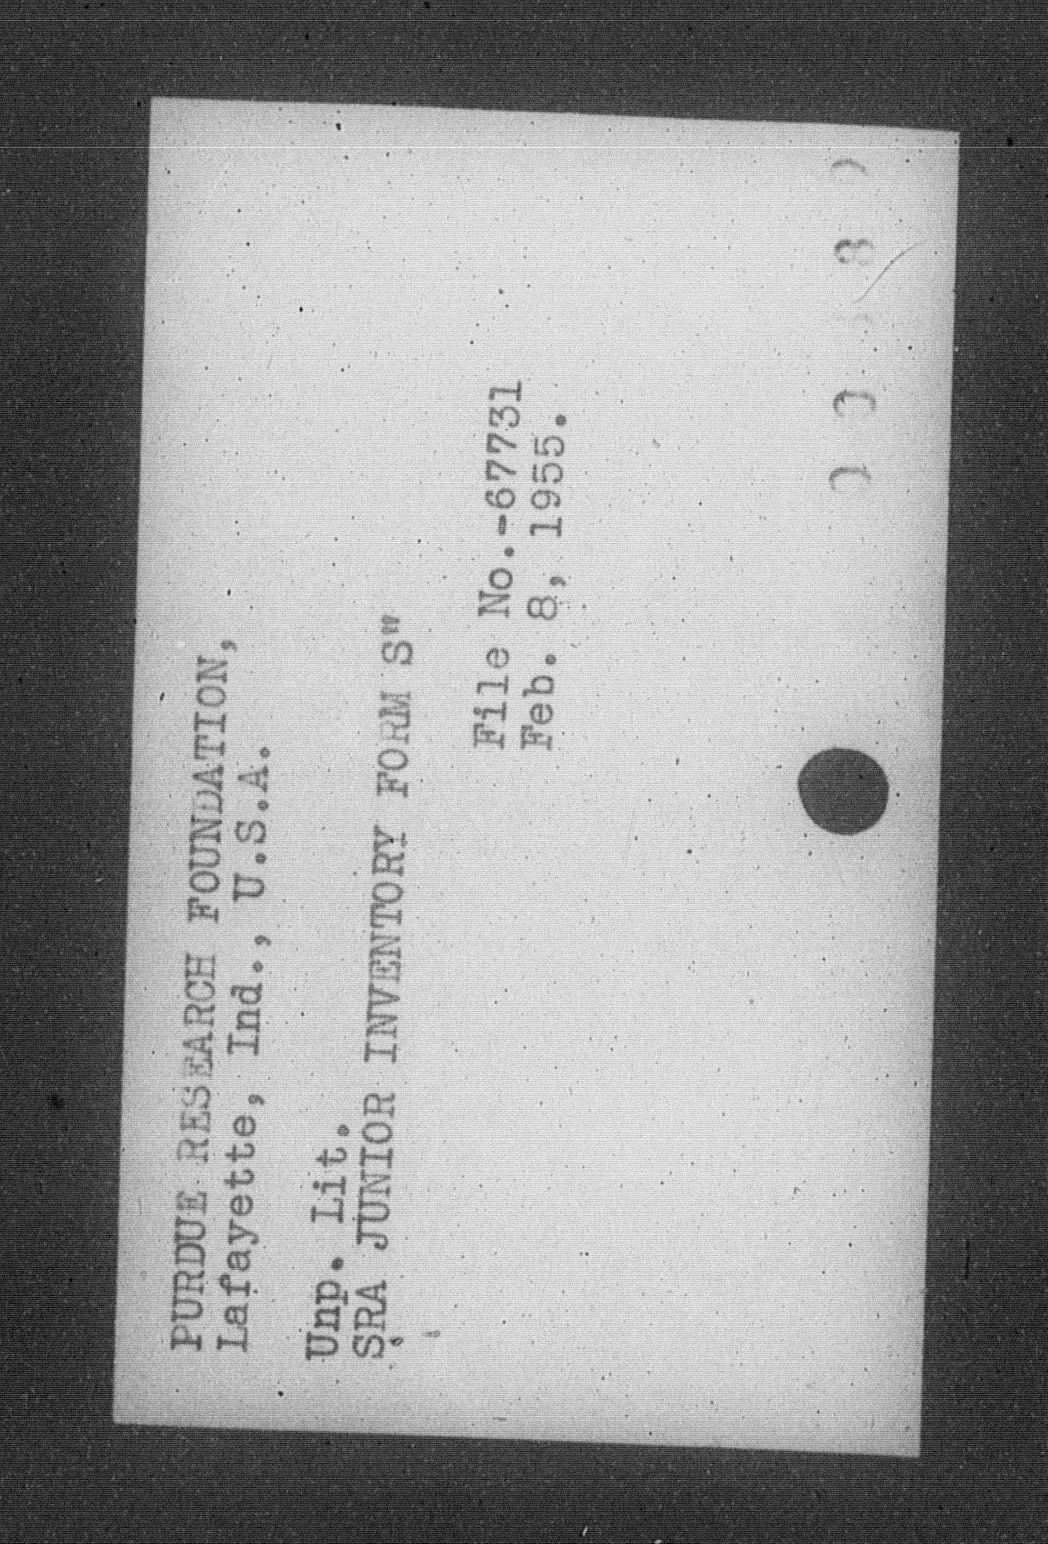 PURDUE RESEARCH FOUNDATION,
Lafayette, Ind., U.S.A.
Unp. Lit.
SRA JUNIOR INVENTORY FORM S"
File No.-67731
Feb. 8, 1955.